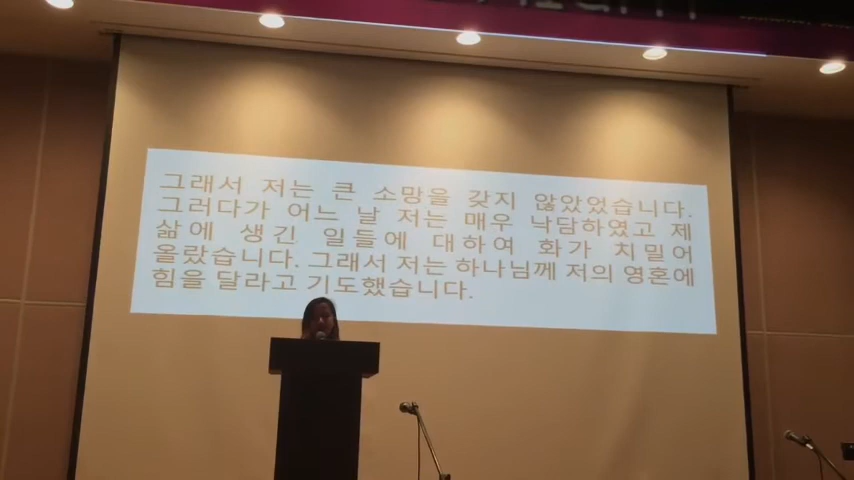 그래서 저는 큰 소망을 갖지 않았었습니다.
그러다가 어느 날 저는 매우 낙담하였고 제
삶에 생긴 일들에 대하여 화가 치밀어
올랐습니다. 그래서 저는 하나님께 저의 영혼에
힘을 달라고 기도했습니다.